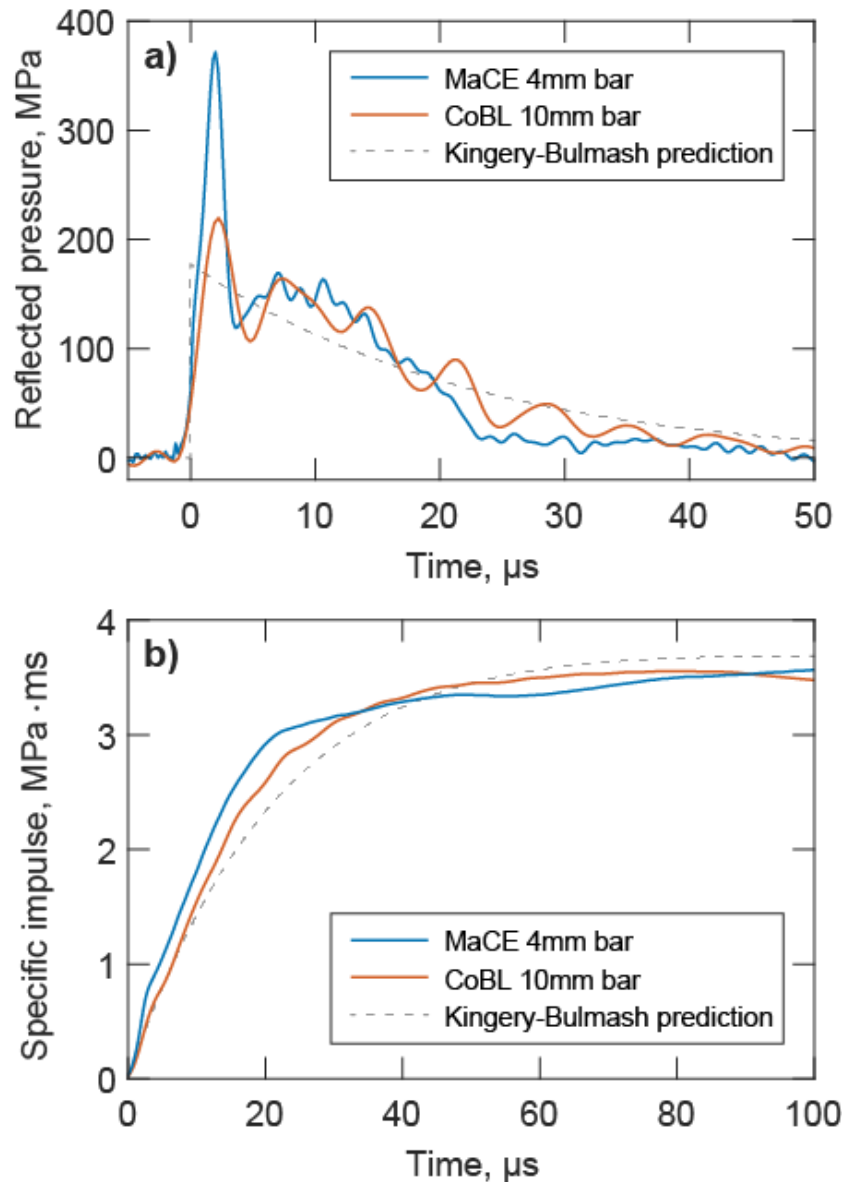 a)
MaCE 4mm bar
CoBL 10mm bar
Kingery-Bulmash prediction
Reflected pressure, MPa
400
300
200
100
0
0 10 20 30 40 50
Time, µs
b)
Specific impulse, MPa·ms
4
3
2
1
0
MaCE 4mm bar
CoBL 10mm bar
Kingery-Bulmash prediction
0 20 40 60 80 100
Time, µs